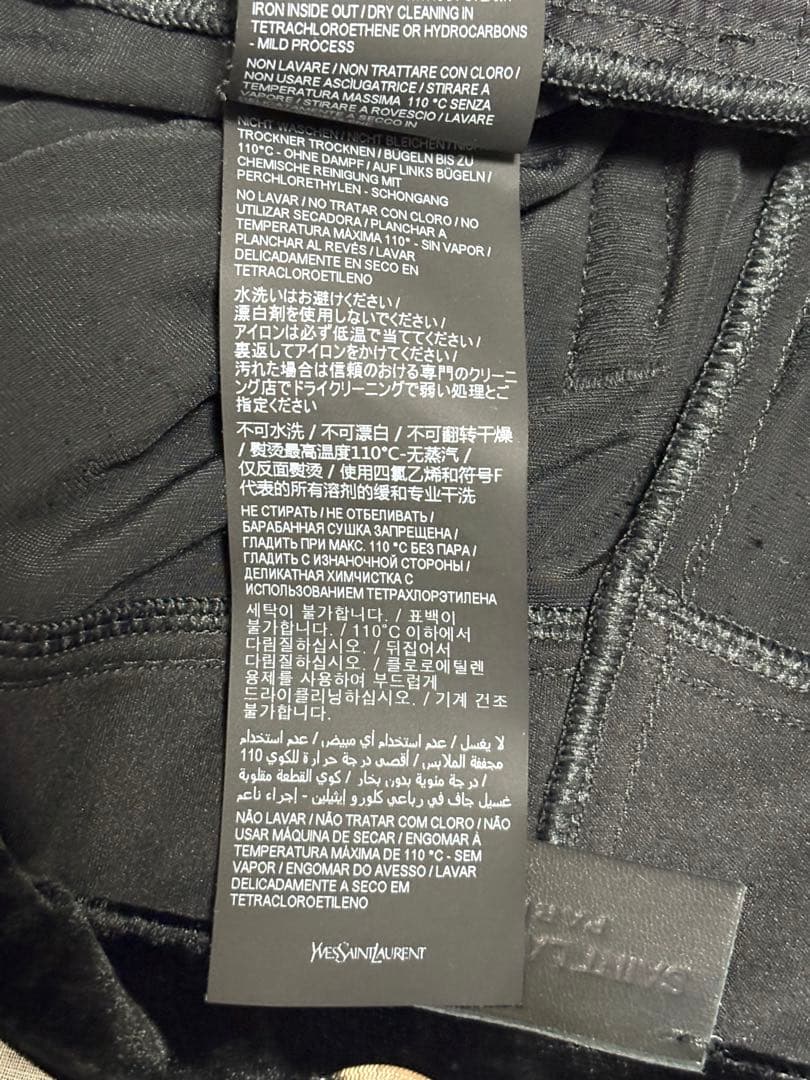 IRON INSIDE OUT / DRY CLEANING IN
TETRACHLOROETHENE OR HYDROCARBONS
- MILD PROCESS
NON LAVARE / NON TRATTARE CON CLORO /
NON USARE ASCIUGATRICE / STIRARE A
TEMPERATURA MASSIMA 110 °C SENZA
VAPORE / STIRARE A ROVESCIO / LAVARE
A SECCO IN
NICHT WASCHEN / NICHT BLEICHEN /
TROCKNER TROCKNEN / BÜGELN BIS ZU
110°C - OHNE DAMPF / AUF LINKS BÜGELN /
CHEMISCHE REINIGUNG MIT
PERCHLORETHYLEN - SCHONGANG
NO LAVAR / NO TRATAR CON CLORO / NO
UTILIZAR SECADORA / PLANCHAR A
TEMPERATURA MÁXIMA 110° - SIN VAPOR /
PLANCHAR AL REVÉS / LAVAR
DELICADAMENTE EN SECO EN
TETRACLOROETILENO
水洗いはお避けください /
漂白剤を使用しないでください /
アイロンは必ず低温で当ててください /
裏返してアイロンをかけてください /
汚れた場合は信頼のおける専門のクリーニ
ング店でドライクリーニングで弱い処理とご
指定ください
不可水洗 / 不可漂白 / 不可翻转干燥
/ 熨烫最高温度110°C-无蒸汽 /
仅反面熨烫 / 使用四氯乙烯和符号F
代表的所有溶剂的缓和专业干洗
НЕ СТИРАТЬ / НЕ ОТБЕЛИВАТЬ /
БАРАБАННАЯ СУШКА ЗАПРЕЩЕНА /
ГЛАДИТЬ ПРИ МАКС. 110 °C БЕЗ ПАРА /
ГЛАДИТЬ С ИЗНАНОЧНОЙ СТОРОНЫ /
ДЕЛИКАТНАЯ ХИМЧИСТКА С
ИСПОЛЬЗОВАНИЕМ ТЕТРАХЛОРЭТИЛЕНА
세탁이 불가합니다. / 표백이
불가합니다. / 110°C 이하에서
다림질하십시오. / 뒤집어서
다림질하십시오. / 클로로에틸렌
용제를 사용하여 부드럽게
드라이클리닝하십시오. / 기계 건조
불가합니다.
لا يغسل / عدم استخدام أي مبيض / عدم استخدام
مجففة الملابس / أقصى درجة حرارة للكوي 110
درجة مئوية بدون بخار / كوي القطعة مقلوبة /
غسيل جاف في رباعي كلورو إيثيلين - إجراء ناعم
NÃO LAVAR / NÃO TRATAR COM CLORO / NÃO
USAR MÁQUINA DE SECAR / ENGOMAR À
TEMPERATURA MÁXIMA DE 110 °C - SEM
VAPOR / ENGOMAR DO AVESSO / LAVAR
DELICADAMENTE A SECO EM
TETRACLOROETILENO
YVESSAINTLAURENT
SAINT